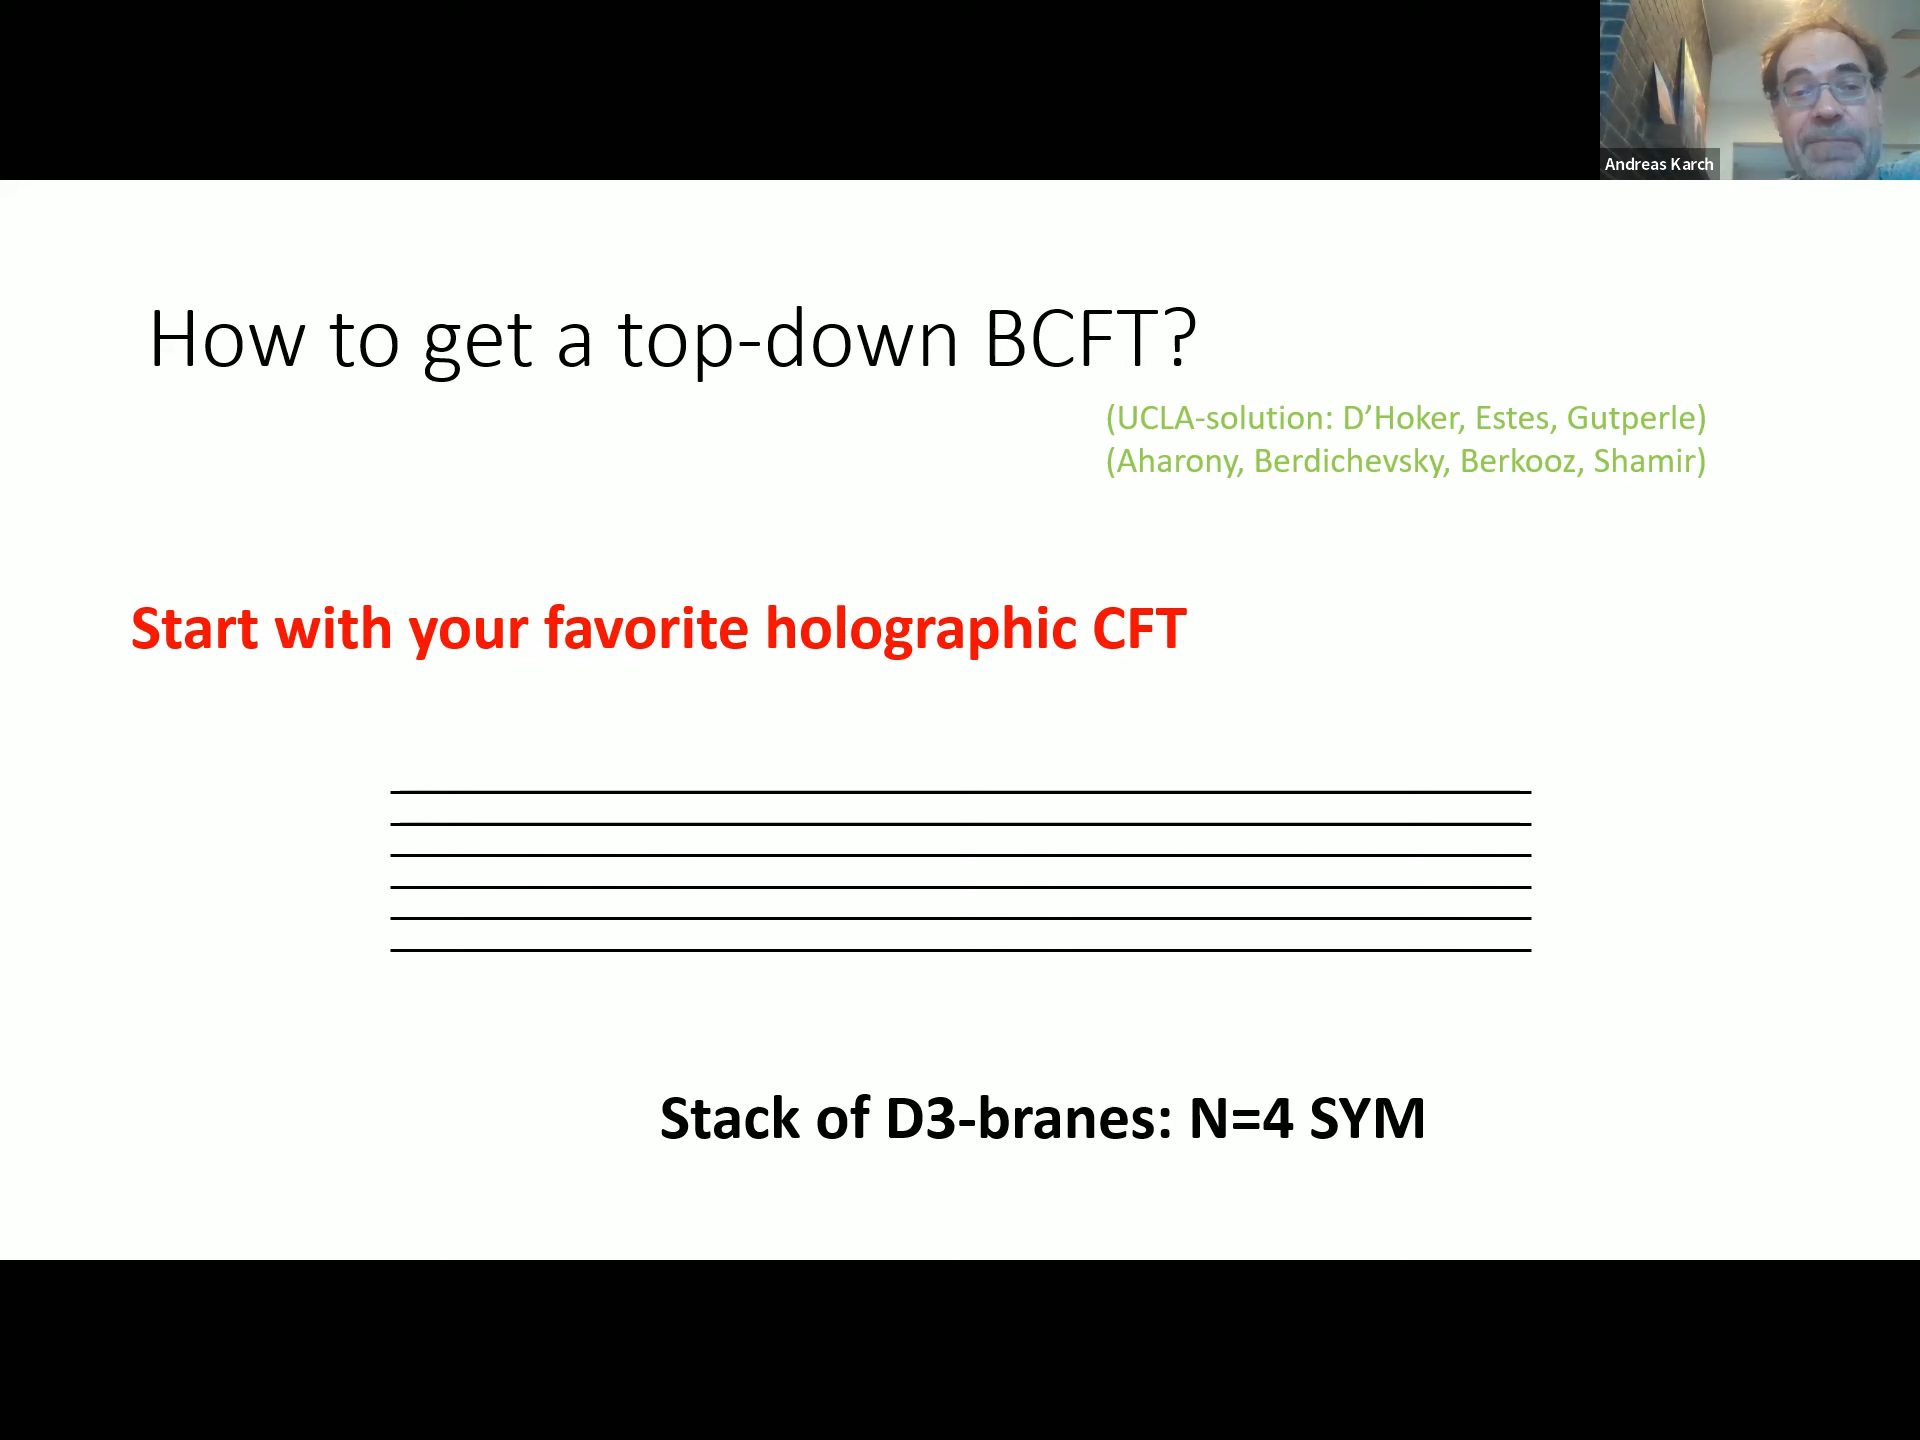 Andreas Karch
How to get a top-down BCFT?
(UCLA-solution: D’Hoker, Estes, Gutperle)
(Aharony, Berdichevsky, Berkooz, Shamir)
Start with your favorite holographic CFT
Stack of D3-branes: N=4 SYM